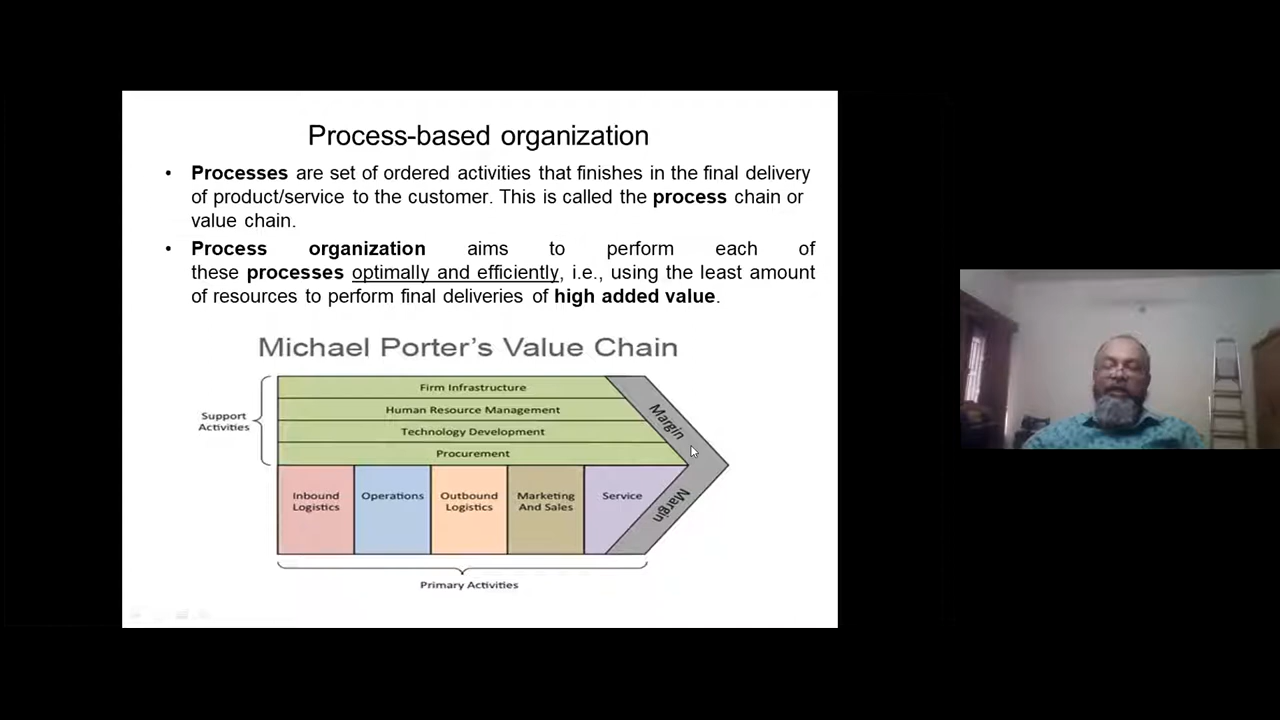 Process-based organization
• Processes are set of ordered activities that finishes in the final delivery
of product/service to the customer. This is called the process chain or
value chain.
• Process organization aims to perform each of
these processes optimally and efficiently, i.e., using the least amount
of resources to perform final deliveries of high added value.
Michael Porter's Value Chain
Support
Activities
Firm Infrastructure
Human Resource Management
Technology Development
Procurement
Margin
Inbound
Logistics
Operations
Outbound
Logistics
Marketing
And Sales
Service
Margin
Primary Activities